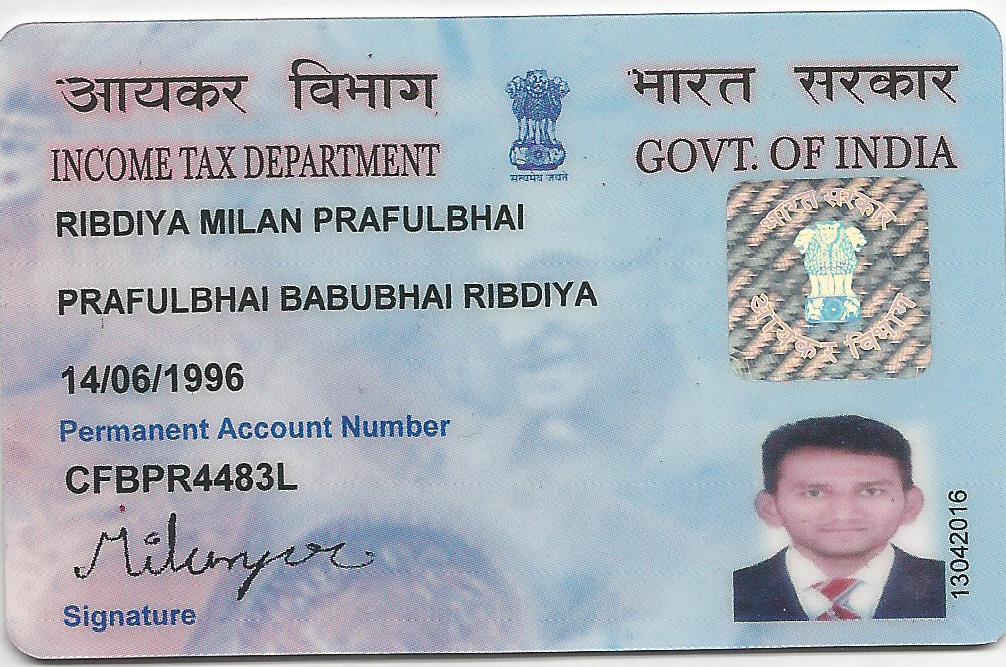 आयकर विभाग
INCOME TAX DEPARTMENT
सत्यमेव जयते
भारत सरकार
GOVT. OF INDIA
RIBDIYA MILAN PRAFULBHAI
PRAFULBHAI BABUBHAI RIBDIYA
14/06/1996
Permanent Account Number
CFBPR4483L
Signature
भारत सरकार
आयकर विभाग
13042016